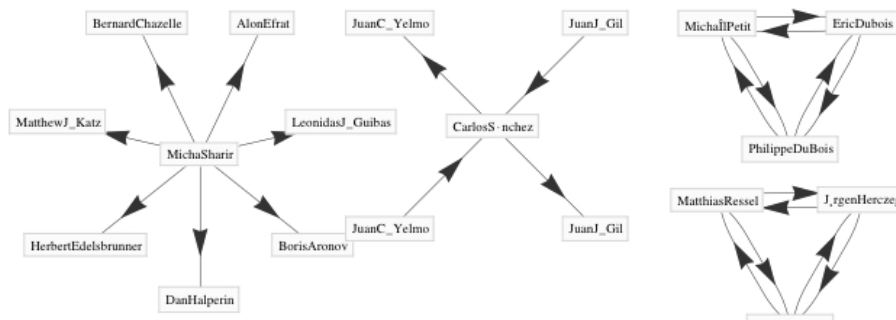 BernardChazelle
AlonEfrat
MatthewJ_Katz
LeonidasJ_Guibas
MichaSharir
HerbertEdelsbrunner
BorisAronov
DanHalperin
JuanC_Yelmo
JuanJ_Gil
CarlosS·nchez
JuanC_Yelmo
JuanJ_Gil
MichaÎlPetit
EricDubois
PhilippeDuBois
MatthiasRessel
J¸rgenHerczeg